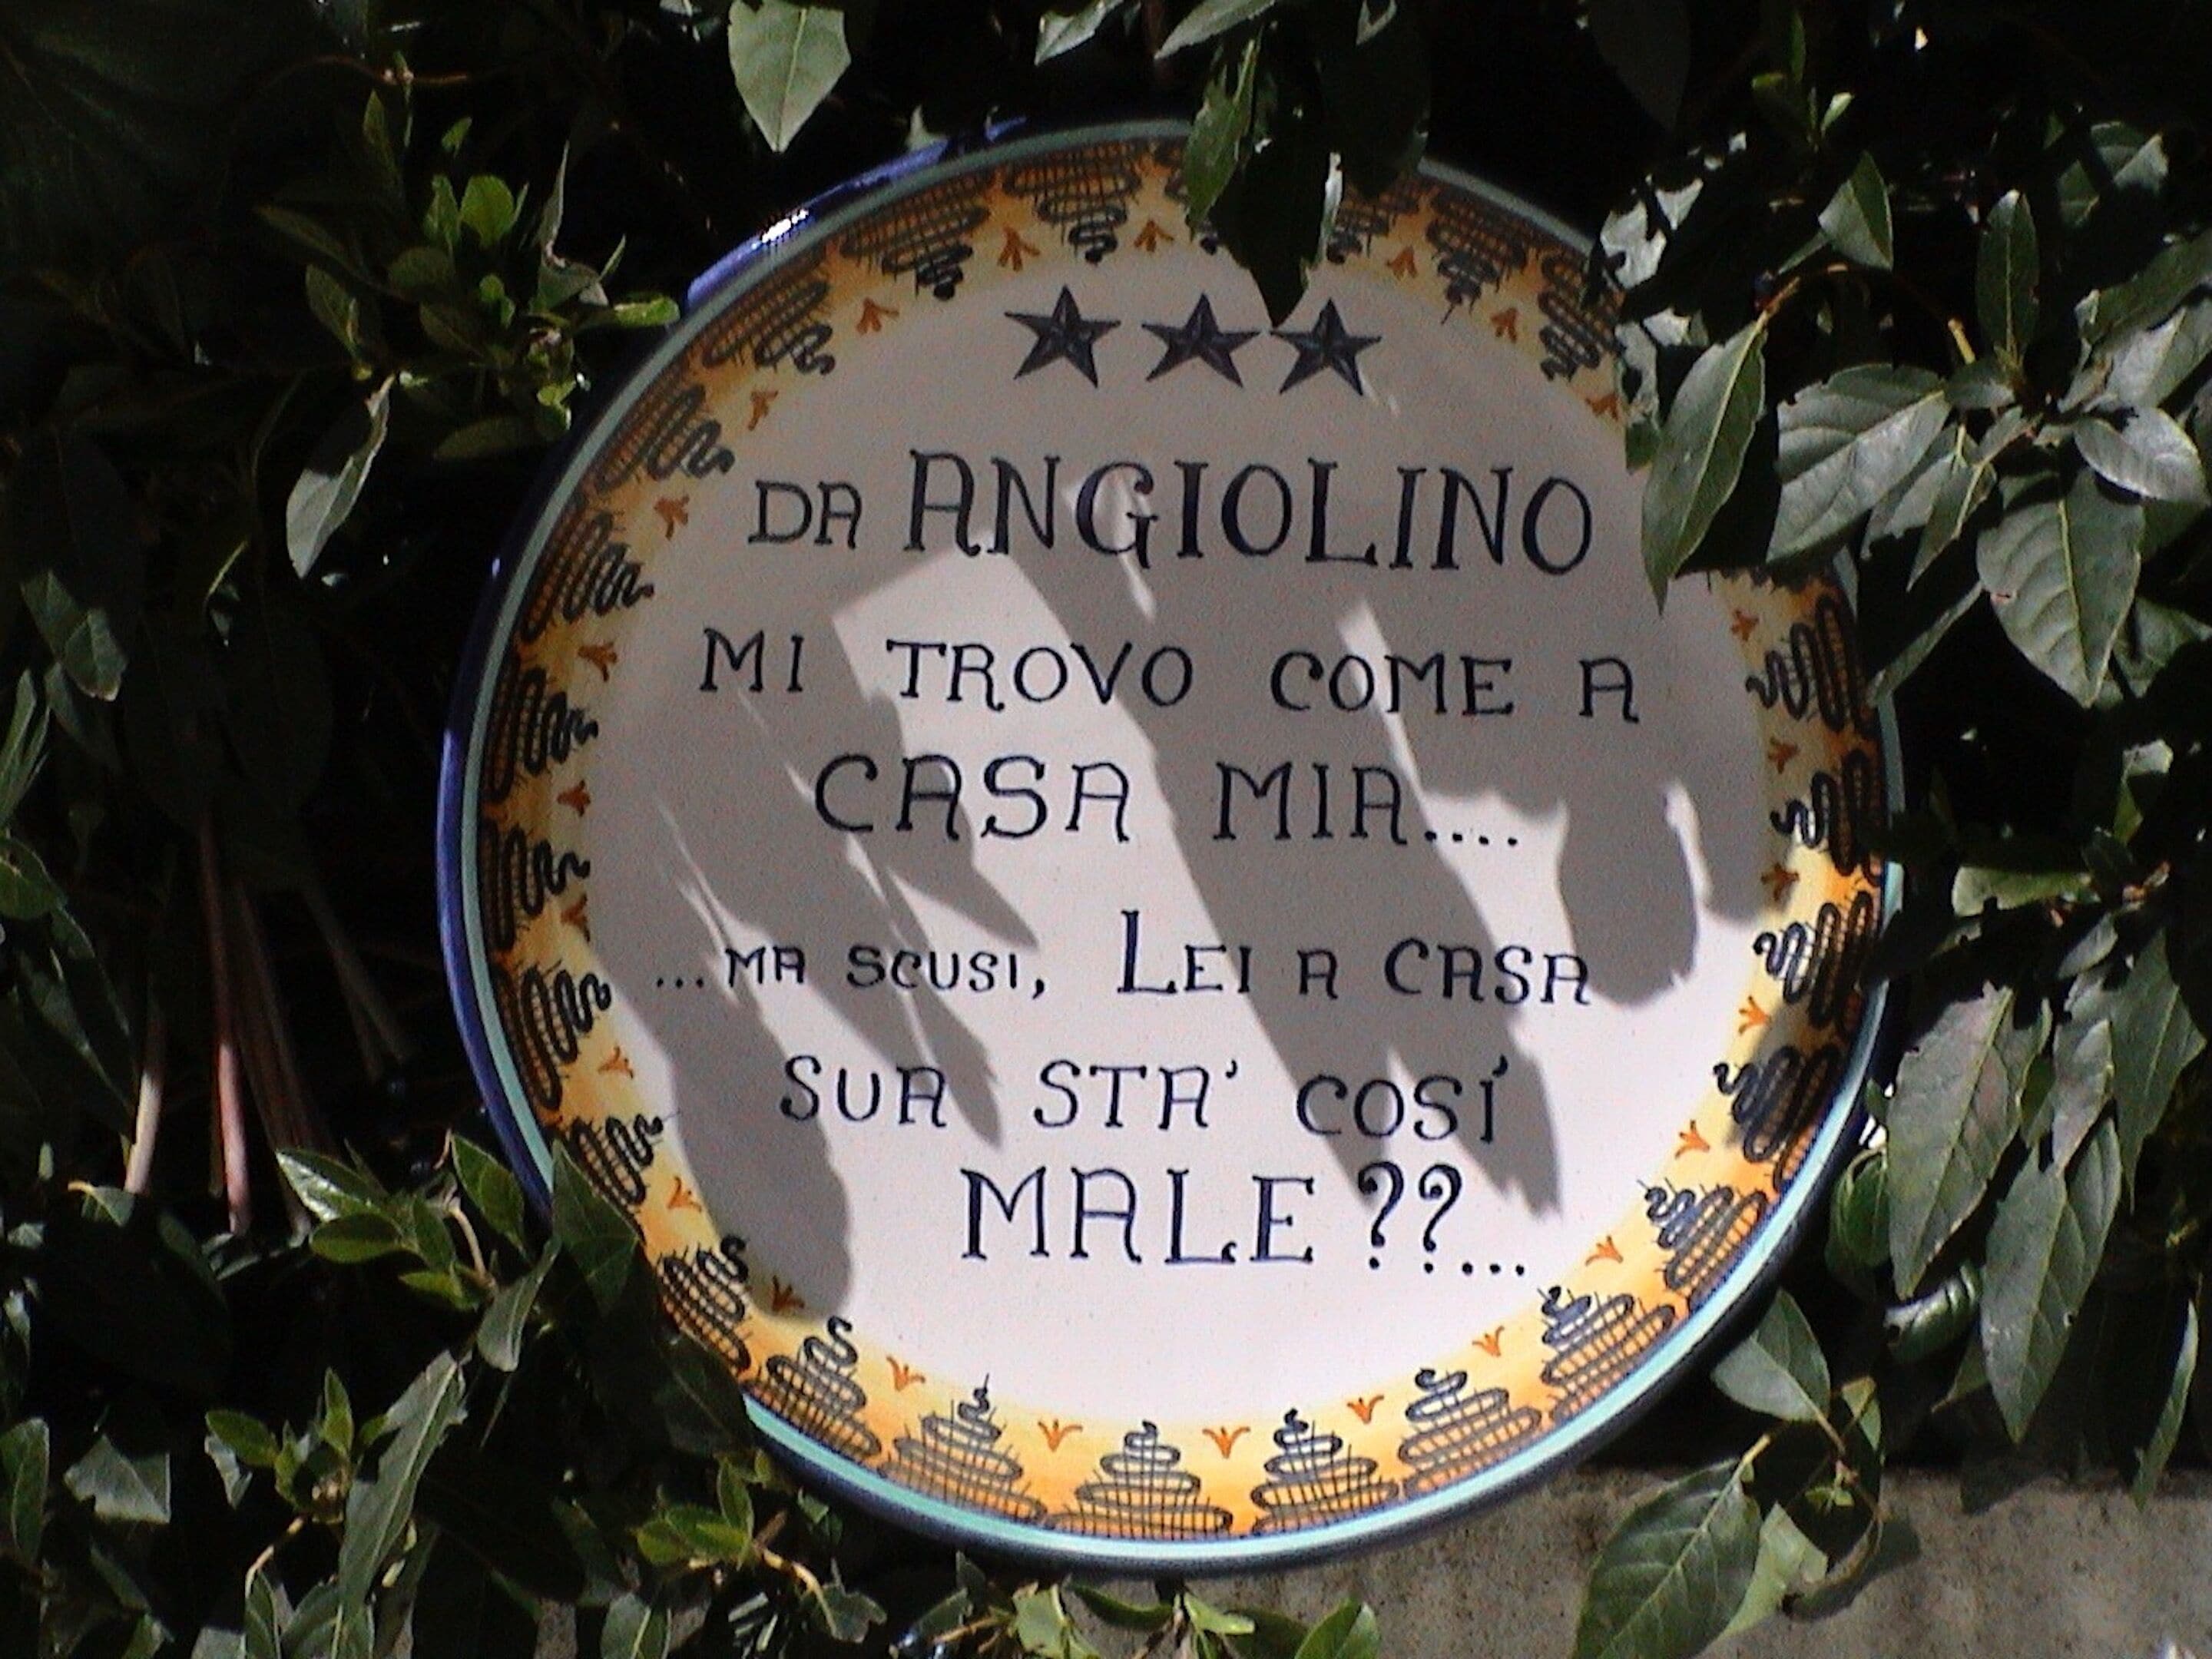 DA ANGIOLINO
MI TROVO COME A
CASA MIA....
...MA SCUSI, LEI A CASA
SUA STA' COSÍ
MALE??...